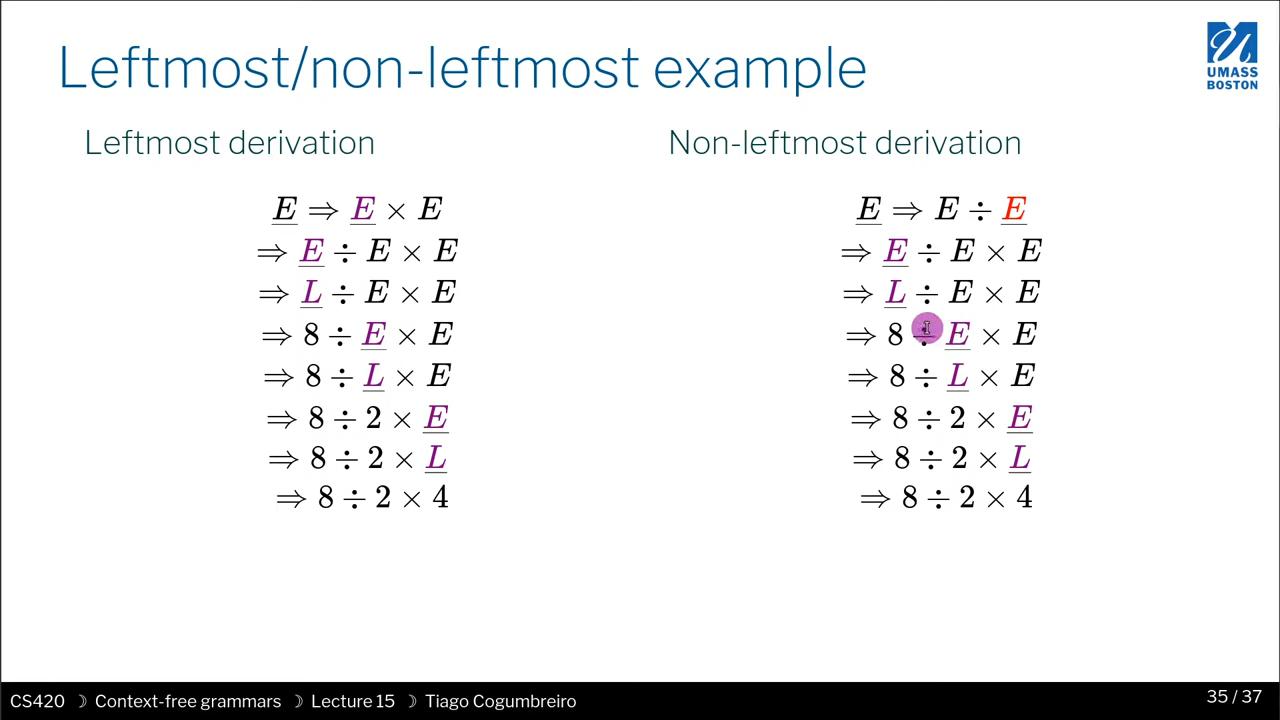 Leftmost/non-leftmost example
UMASS
BOSTON
Leftmost derivation
E ⇒ E × E
⇒ E ÷ E × E
⇒ L ÷ E × E
⇒ 8 ÷ E × E
⇒ 8 ÷ L × E
⇒ 8 ÷ 2 × E
⇒ 8 ÷ 2 × L
⇒ 8 ÷ 2 × 4
Non-leftmost derivation
E ⇒ E ÷ E
⇒ E ÷ E × E
⇒ L ÷ E × E
⇒ 8 ÷ E × E
⇒ 8 ÷ L × E
⇒ 8 ÷ 2 × E
⇒ 8 ÷ 2 × L
⇒ 8 ÷ 2 × 4
CS420 ☽ Context-free grammars ☽ Lecture 15 ☽ Tiago Cogumbreiro
35 / 37